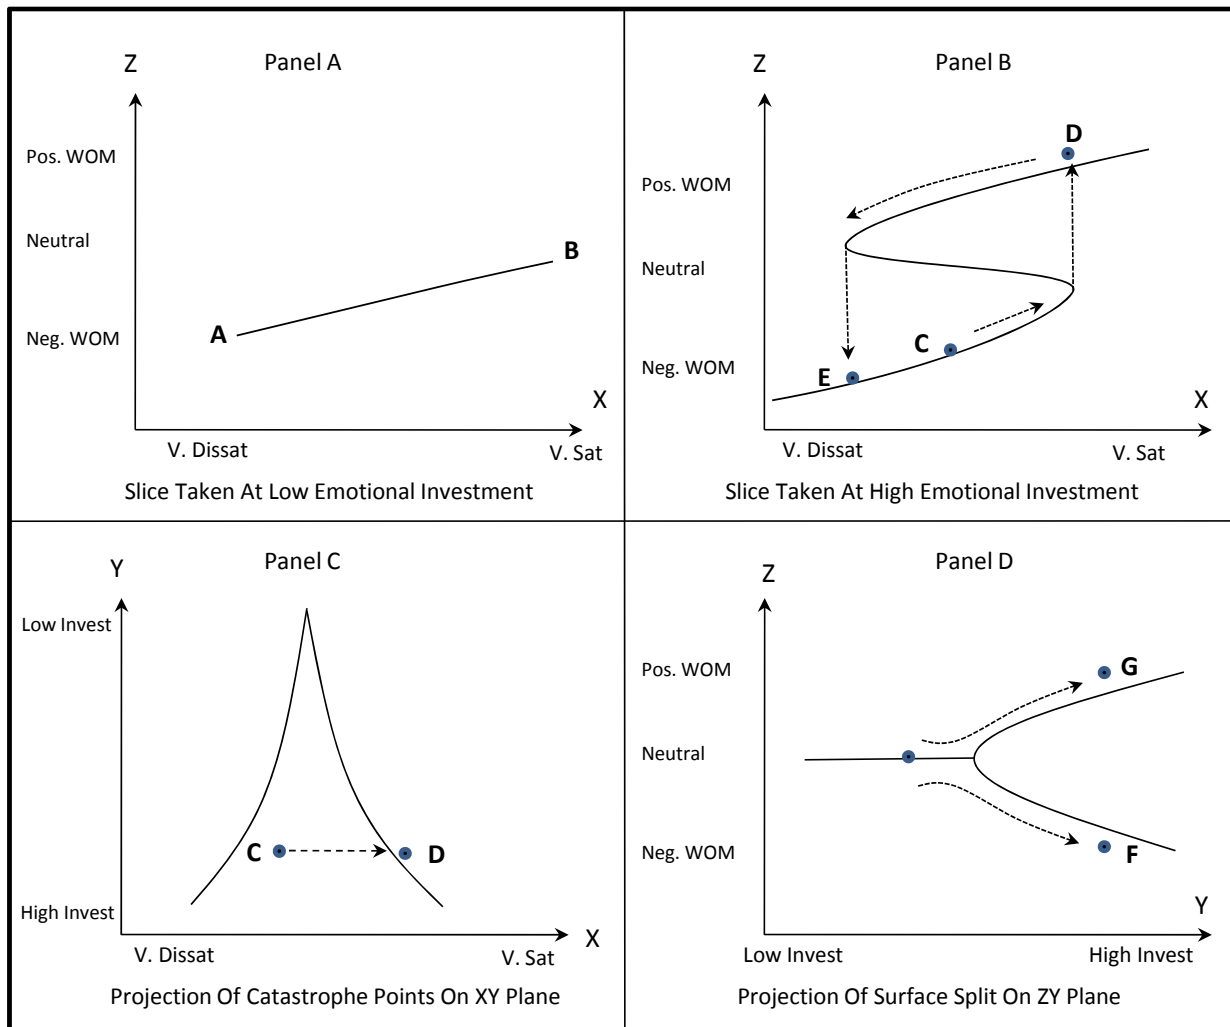 Panel A
Z
Pos. WOM
Neutral
Neg. WOM
A
B
X
V. Dissat
V. Sat
Slice Taken At Low Emotional Investment
Panel B
Z
D
Pos. WOM
Neutral
C
Neg. WOM
E
X
V. Dissat
V. Sat
Slice Taken At High Emotional Investment
Panel C
Y
Low Invest
C
D
High Invest
X
V. Dissat
V. Sat
Projection Of Catastrophe Points On XY Plane
Panel D
Z
Pos. WOM
G
Neutral
Neg. WOM
F
Y
Low Invest
High Invest
Projection Of Surface Split On ZY Plane